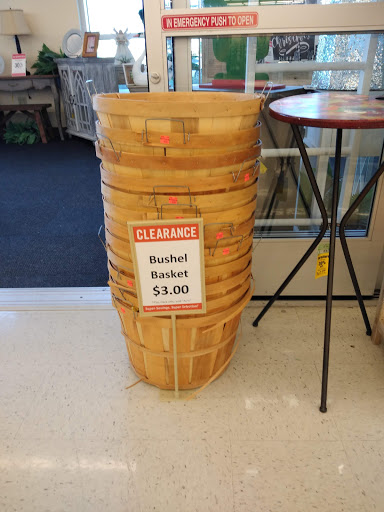 IN EMERGENCY PUSH TO OPEN
CLEARANCE
Bushel
Basket
$3.00